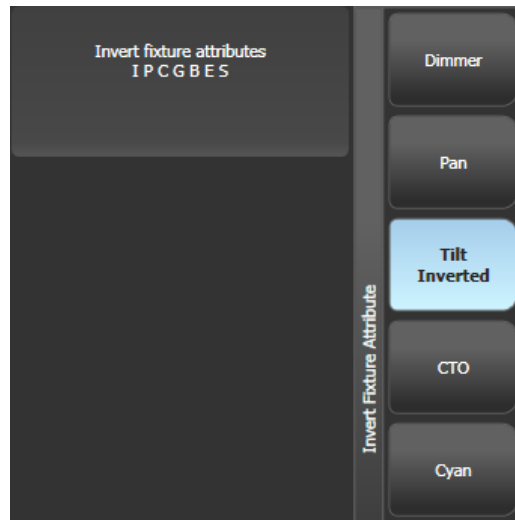 Invert fixture attributes
I P C G B E S
Invert Fixture Attribute
Dimmer
Pan
Tilt
Inverted
CTO
Cyan